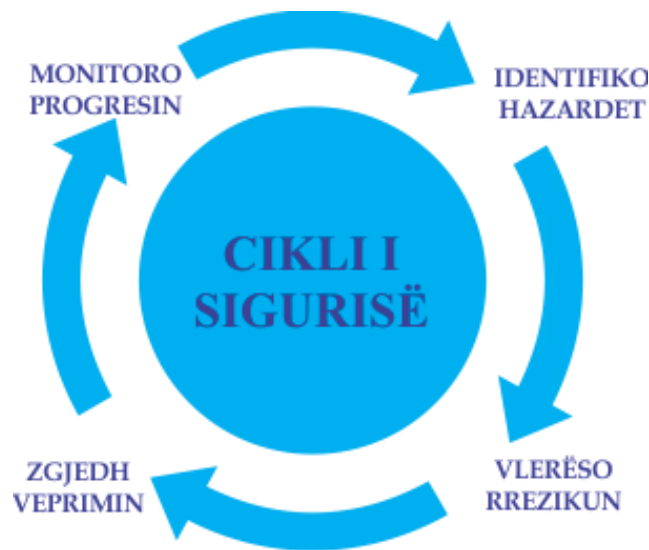 MONITORO
PROGRESIN
IDENTIFIKO
HAZARDET
CIKLI I
SIGURISË
ZGJEDH
VEPRIMIN
VLERËSO
RREZIKUN